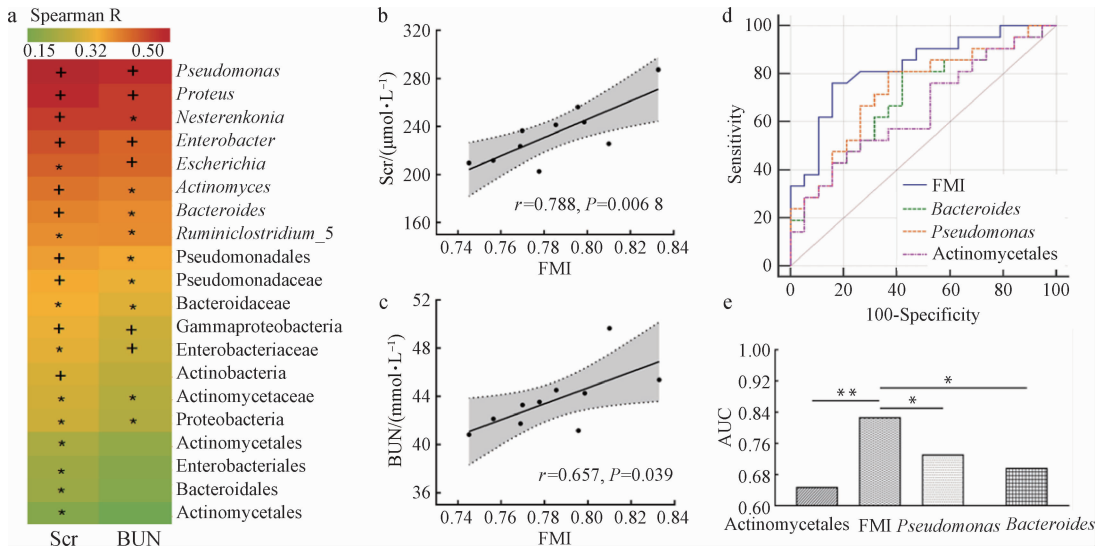 a
Spearman R
0.15 0.32 0.50
+ + Pseudomonas
+ + Proteus
+ * Nesterenkonia
+ + Enterobacter
* + Escherichia
+ * Actinomyces
+ * Bacteroides
* * Ruminiclostridium_5
+ * Pseudomonadales
+ * Pseudomonadaceae
* * Bacteroidaceae
+ + Gammaproteobacteria
* + Enterobacteriaceae
+ Actinobacteria
* * Actinomycetaceae
* * Proteobacteria
* Actinomycetales
* Enterobacteriales
* Bacteroidales
* Actinomycetales
Scr BUN
b
Scr/(μmol·L⁻¹)
320
280
240
200
160
r=0.788, P=0.006 8
0.74 0.76 0.78 0.80 0.82 0.84
FMI
c
BUN/(mmol·L⁻¹)
52
48
44
40
36
r=0.657, P=0.039
0.74 0.76 0.78 0.80 0.82 0.84
FMI
d
Sensitivity
100
80
60
40
20
0
FMI
Bacteroides
Pseudomonas
Actinomycetales
0 20 40 60 80 100
100-Specificity
e
AUC
1.00
0.92
0.84
0.76
0.68
0.60
**
*
*
Actinomycetales FMI Pseudomonas Bacteroides